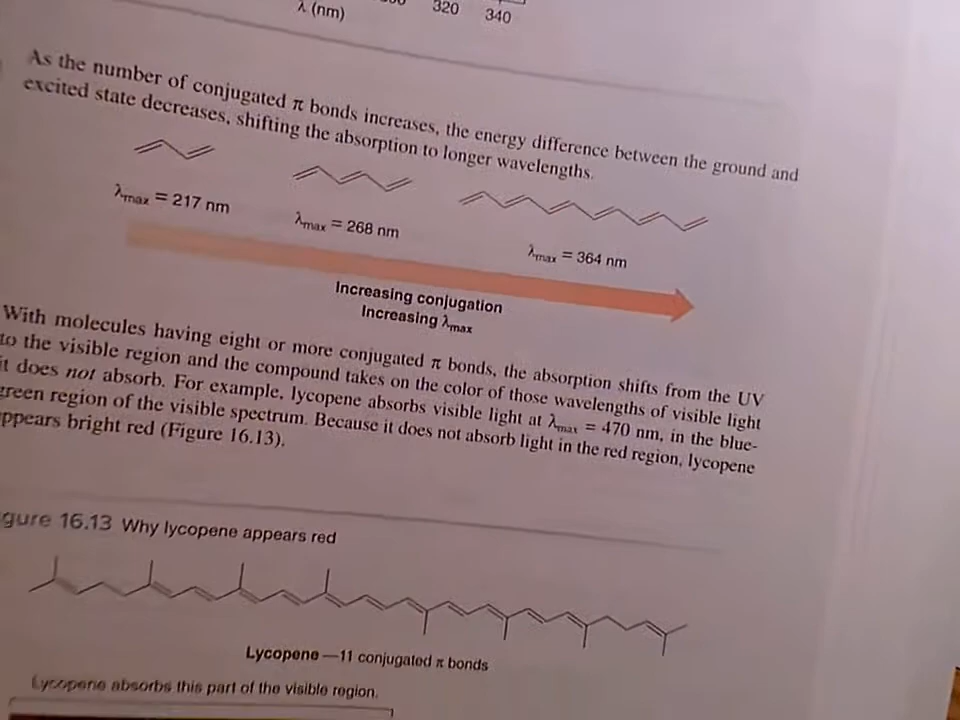 320 340
λ (nm)
As the number of conjugated π bonds increases, the energy difference between the ground and
excited state decreases, shifting the absorption to longer wavelengths.
λmax = 217 nm
λmax = 268 nm
λmax = 364 nm
Increasing conjugation
Increasing λmax
With molecules having eight or more conjugated π bonds, the absorption shifts from the UV
to the visible region and the compound takes on the color of those wavelengths of visible light
it does not absorb. For example, lycopene absorbs visible light at λmax = 470 nm, in the blue-
green region of the visible spectrum. Because it does not absorb light in the red region, lycopene
ppears bright red (Figure 16.13).
gure 16.13 Why lycopene appears red
Lycopene—11 conjugated π bonds
Lycopene absorbs this part of the visible region.